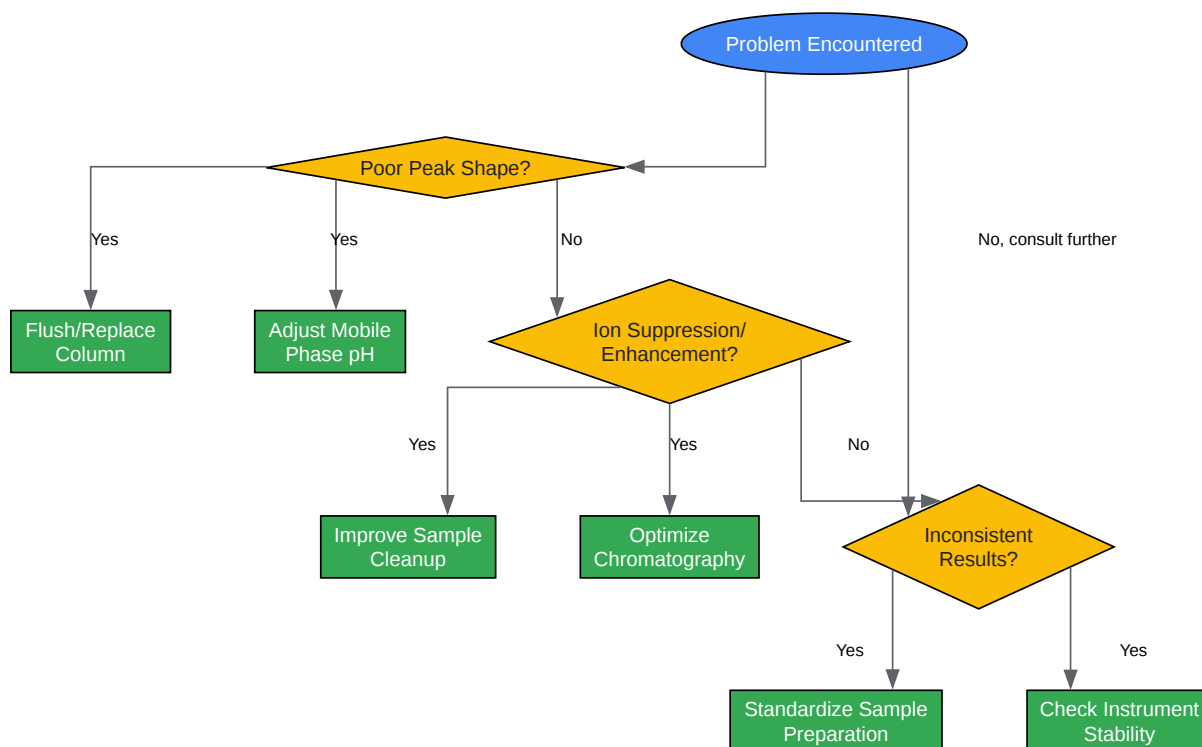 Problem Encountered
Poor Peak Shape?
Yes
Yes
No
No, consult further
Flush/Replace
Column
Adjust Mobile
Phase pH
Ion Suppression/
Enhancement?
Yes
Yes
No
Improve Sample
Cleanup
Optimize
Chromatography
Inconsistent
Results?
Yes
Yes
Standardize Sample
Preparation
Check Instrument
Stability